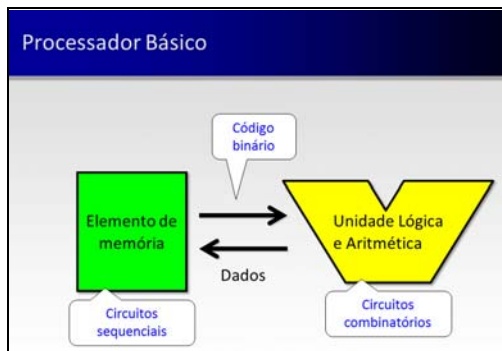 Processador Básico
Código
binário
Elemento de
memória
Unidade Lógica
e Aritmética
Dados
Circuitos
sequenciais
Circuitos
combinatórios